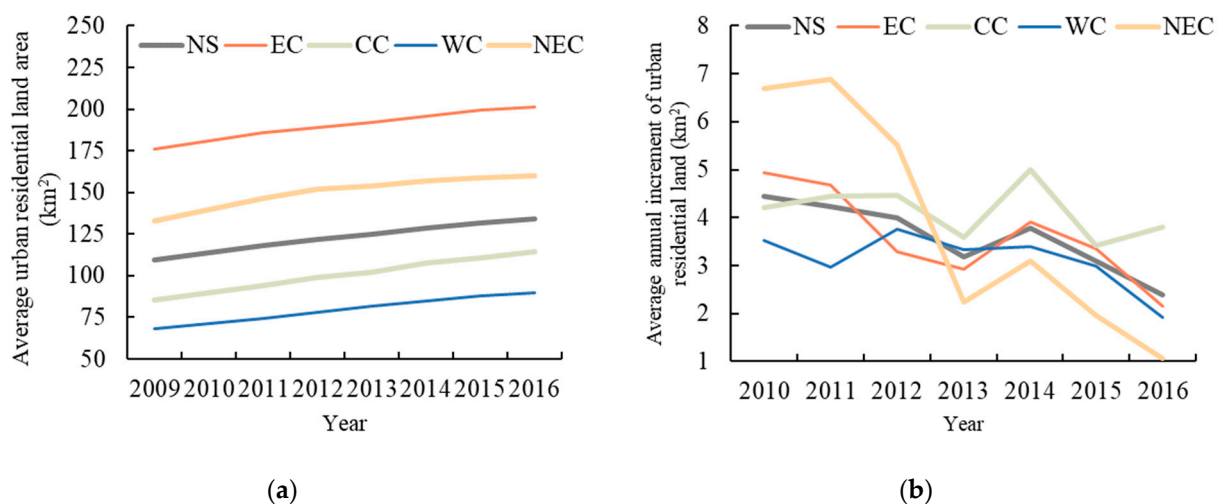 250
225
200
175
150
125
100
75
50
NS EC CC WC NEC
Average urban residential land area
(km²)
2009 2010 2011 2012 2013 2014 2015 2016
Year
(a)
8
7
6
5
4
3
2
1
NS EC CC WC NEC
Average annual increment of urban
residential land (km²)
2010 2011 2012 2013 2014 2015 2016
Year
(b)